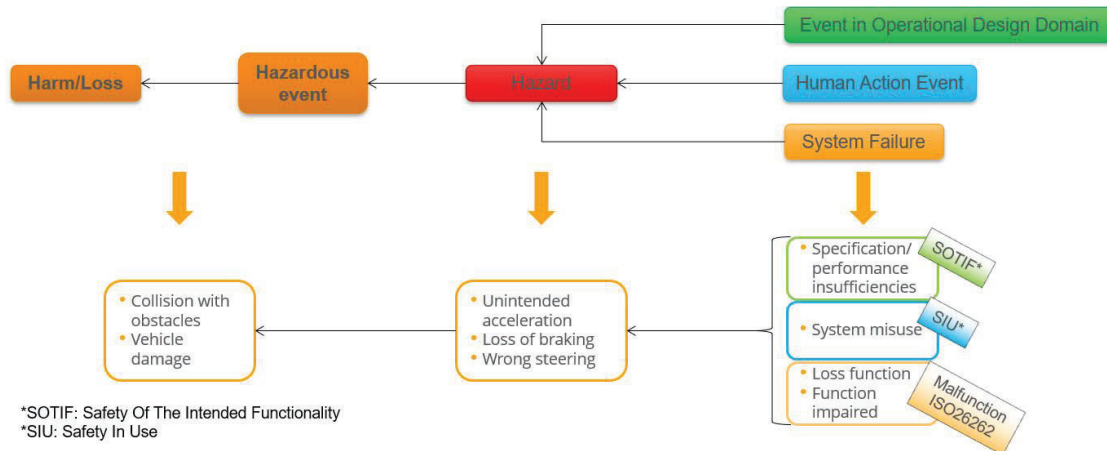 Event in Operational Design Domain
Harm/Loss
Hazardous
event
Hazard
Human Action Event
System Failure
• Collision with
obstacles
• Vehicle
damage
• Unintended
acceleration
• Loss of braking
• Wrong steering
• Specification/
performance
insufficiencies
SOTIF*
• System misuse
SIU*
• Loss function
• Function
impaired
Malfunction
ISO26262
*SOTIF: Safety Of The Intended Functionality
*SIU: Safety In Use